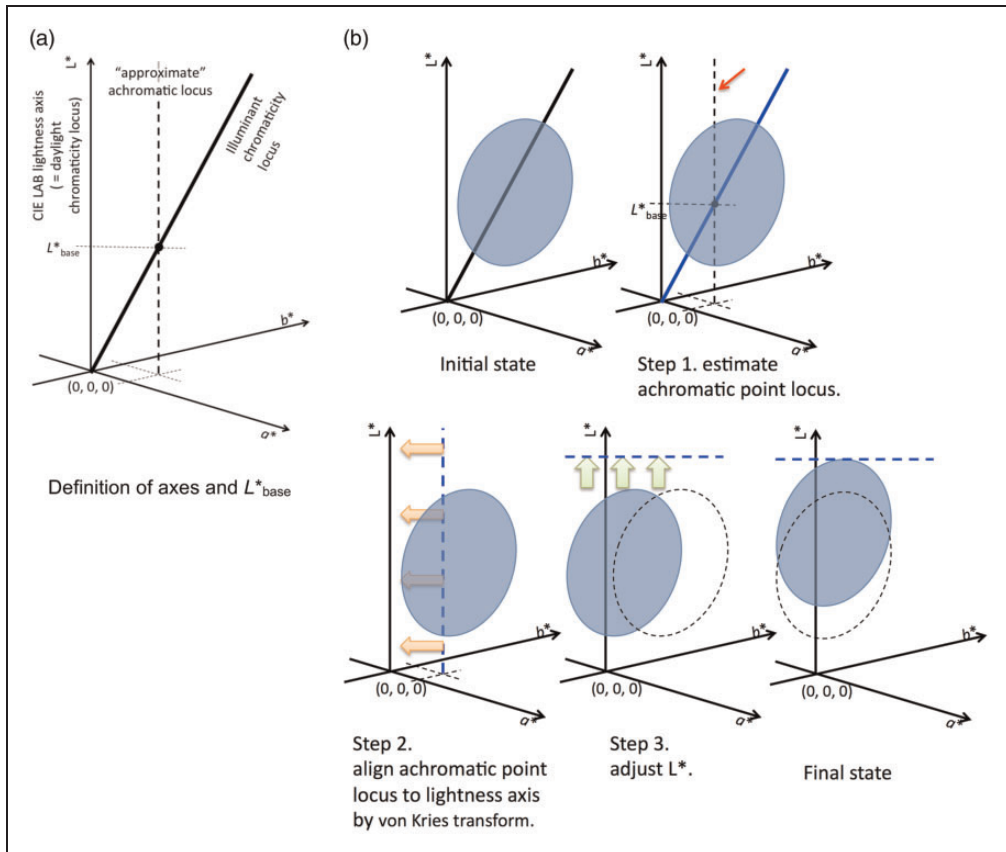 (a)
L*
"approximate"
achromatic locus
CIE LAB lightness axis
( = daylight
chromaticity locus)
Illuminant
chromaticity
locus
L*base
b*
(0, 0, 0)
a*
Definition of axes and L*base
(b)
L*
b*
(0, 0, 0)
a*
Initial state
L*
L*base
b*
(0, 0, 0)
a*
Step 1. estimate
achromatic point locus.
L*
b*
(0, 0, 0)
a*
Step 2.
align achromatic point
locus to lightness axis
by von Kries transform.
L*
b*
(0, 0, 0)
a*
Step 3.
adjust L*.
L*
b*
(0, 0, 0)
a*
Final state